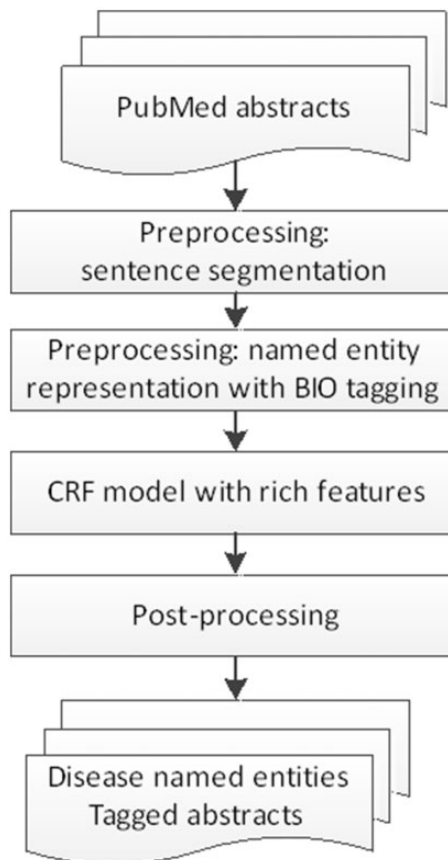 PubMed abstracts
Preprocessing:
sentence segmentation
Preprocessing: named entity
representation with BIO tagging
CRF model with rich features
Post-processing
Disease named entities
Tagged abstracts